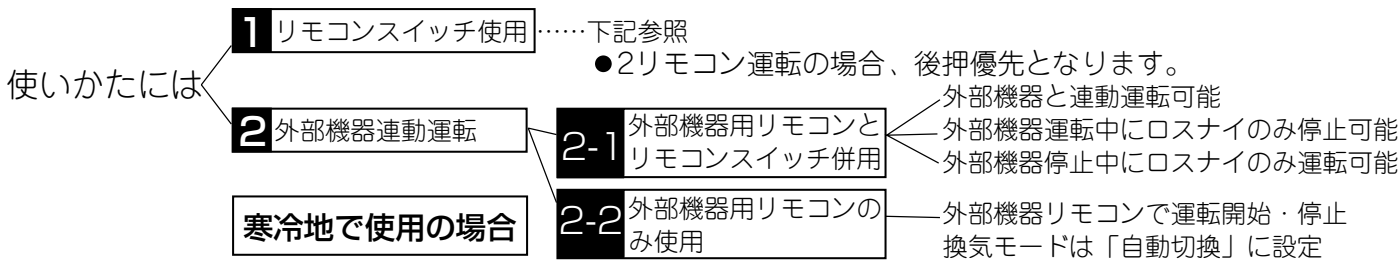 使いかたには
1 リモコンスイッチ使用……下記参照
●2リモコン運転の場合、後押優先となります。
2 外部機器連動運転
2-1 外部機器用リモコンと
リモコンスイッチ併用
外部機器と連動運転可能
外部機器運転中にロスナイのみ停止可能
外部機器停止中にロスナイのみ運転可能
2-2 外部機器用リモコンの
み使用
外部機器リモコンで運転開始・停止
換気モードは「自動切換」に設定
寒冷地で使用の場合